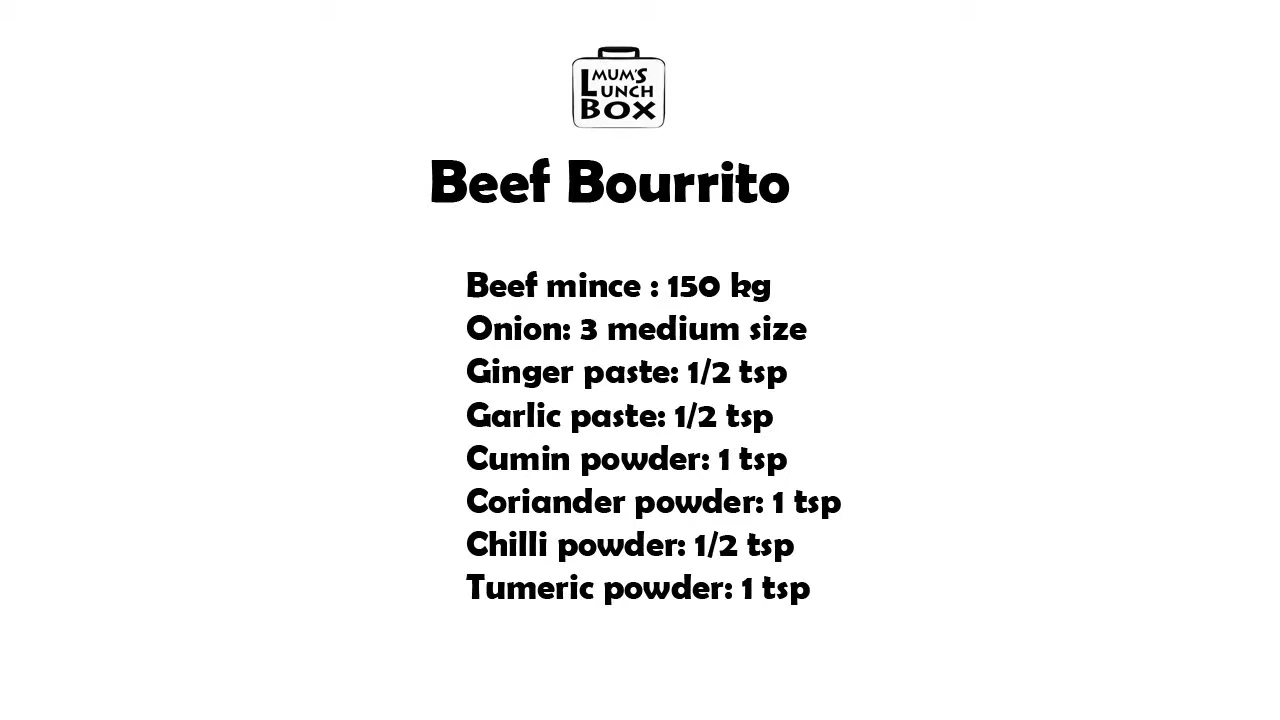 MUM'S
LUNCH
BOX
Beef Bourrito
Beef mince : 150 kg
Onion: 3 medium size
Ginger paste: 1/2 tsp
Garlic paste: 1/2 tsp
Cumin powder: 1 tsp
Coriander powder: 1 tsp
Chilli powder: 1/2 tsp
Tumeric powder: 1 tsp